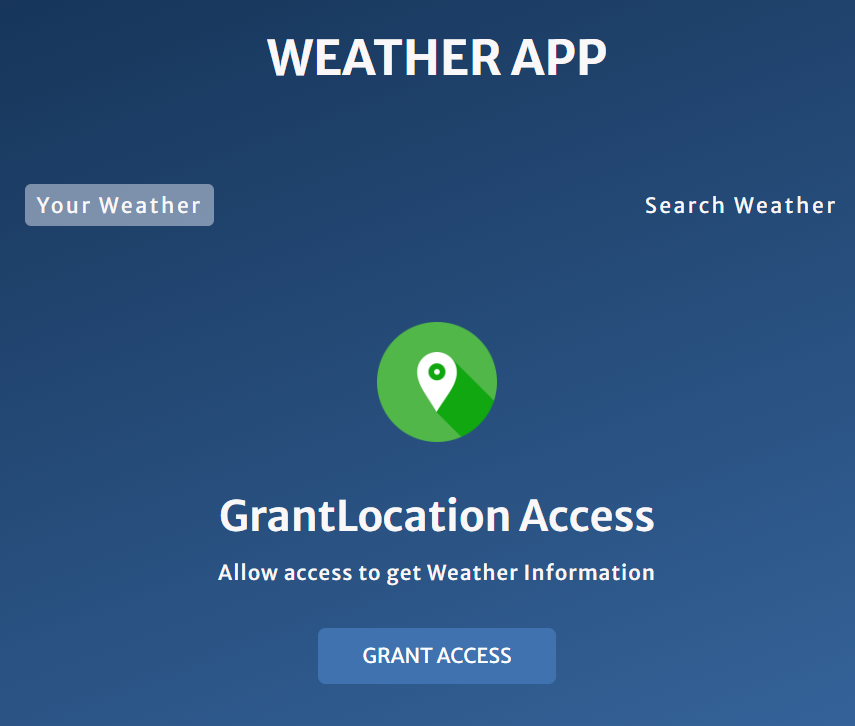 WEATHER APP
Your Weather
Search Weather
GrantLocation Access
Allow access to get Weather Information
GRANT ACCESS